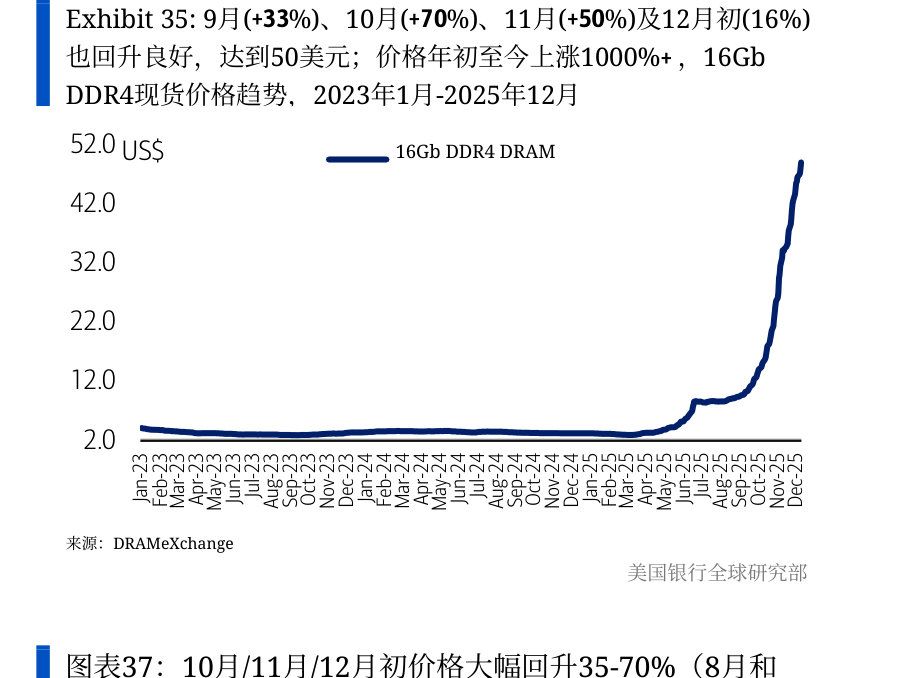 Exhibit 35: 9月(+33%)、10月(+70%)、11月(+50%)及12月初(16%)
也回升良好，达到50美元；价格年初至今上涨1000%+，16Gb
DDR4现货价格趋势，2023年1月-2025年12月
52.0 US$
16Gb DDR4 DRAM
42.0
32.0
22.0
12.0
2.0
Jan-23
Feb-23
Mar-23
Apr-23
May-23
Jun-23
Jul-23
Aug-23
Sep-23
Oct-23
Nov-23
Dec-23
Jan-24
Feb-24
Mar-24
Apr-24
May-24
Jun-24
Jul-24
Aug-24
Sep-24
Oct-24
Nov-24
Dec-24
Jan-25
Feb-25
Mar-25
Apr-25
May-25
Jun-25
Jul-25
Aug-25
Sep-25
Oct-25
Nov-25
Dec-25
来源：DRAMeXchange
美国银行全球研究部
图表37：10月/11月/12月初价格大幅回升35-70%（8月和